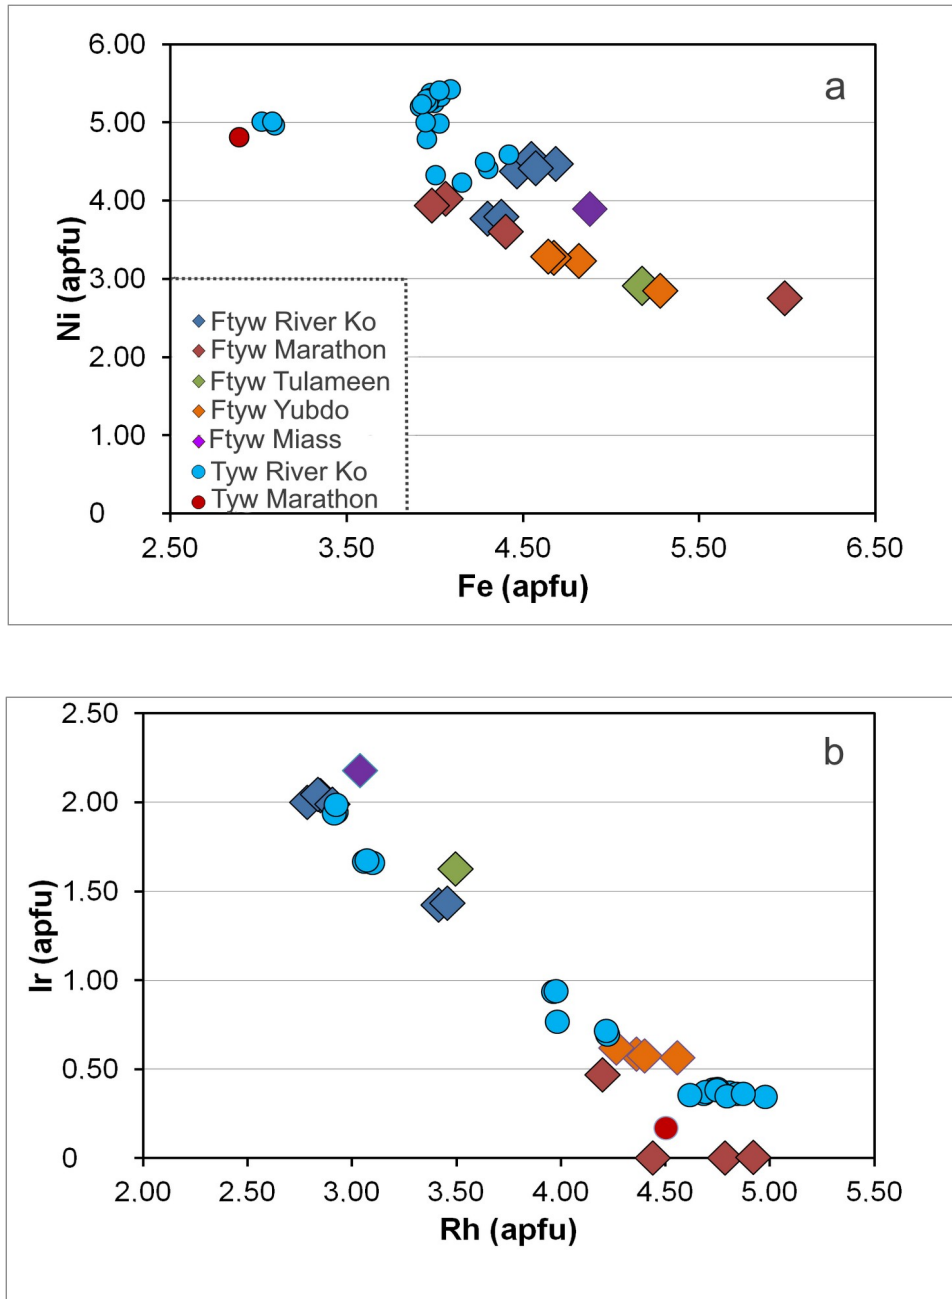 a
6.00
5.00
4.00
3.00
2.00
1.00
0
Ni (apfu)
Ftyw River Ko
Ftyw Marathon
Ftyw Tulameen
Ftyw Yubdo
Ftyw Miass
Tyw River Ko
Tyw Marathon
2.50 3.50 4.50 5.50 6.50
Fe (apfu)
b
2.50
2.00
1.50
1.00
0.50
0
Ir (apfu)
2.00 2.50 3.00 3.50 4.00 4.50 5.00 5.50
Rh (apfu)